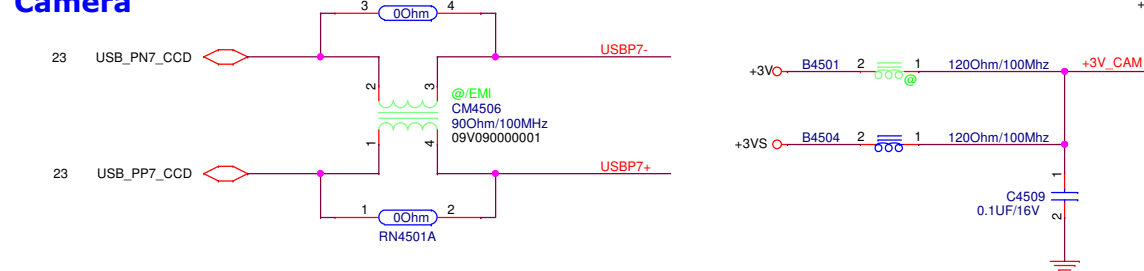 Camera
3 0Ohm 4
+
23 USB_PN7_CCD
USBP7-
2
3
@/EMI
CM4506
90Ohm/100MHz
09V090000001
1
4
+3V B4501 2 1 120Ohm/100Mhz +3V_CAM
@
+3VS B4504 2 1 120Ohm/100Mhz
23 USB_PP7_CCD
USBP7+
1 0Ohm 2
RN4501A
1
C4509
0.1UF/16V
2